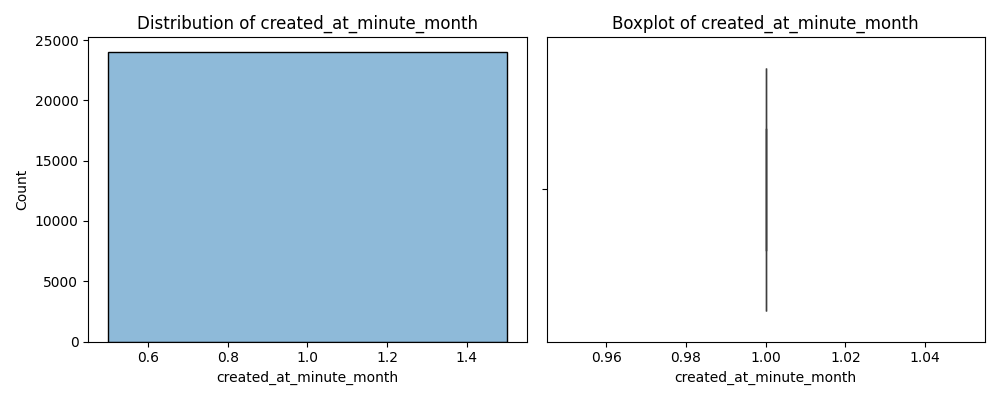 Distribution of created_at_minute_month
Count
25000
20000
15000
10000
5000
0
0.6 0.8 1.0 1.2 1.4
created_at_minute_month
Boxplot of created_at_minute_month
0.96 0.98 1.00 1.02 1.04
created_at_minute_month